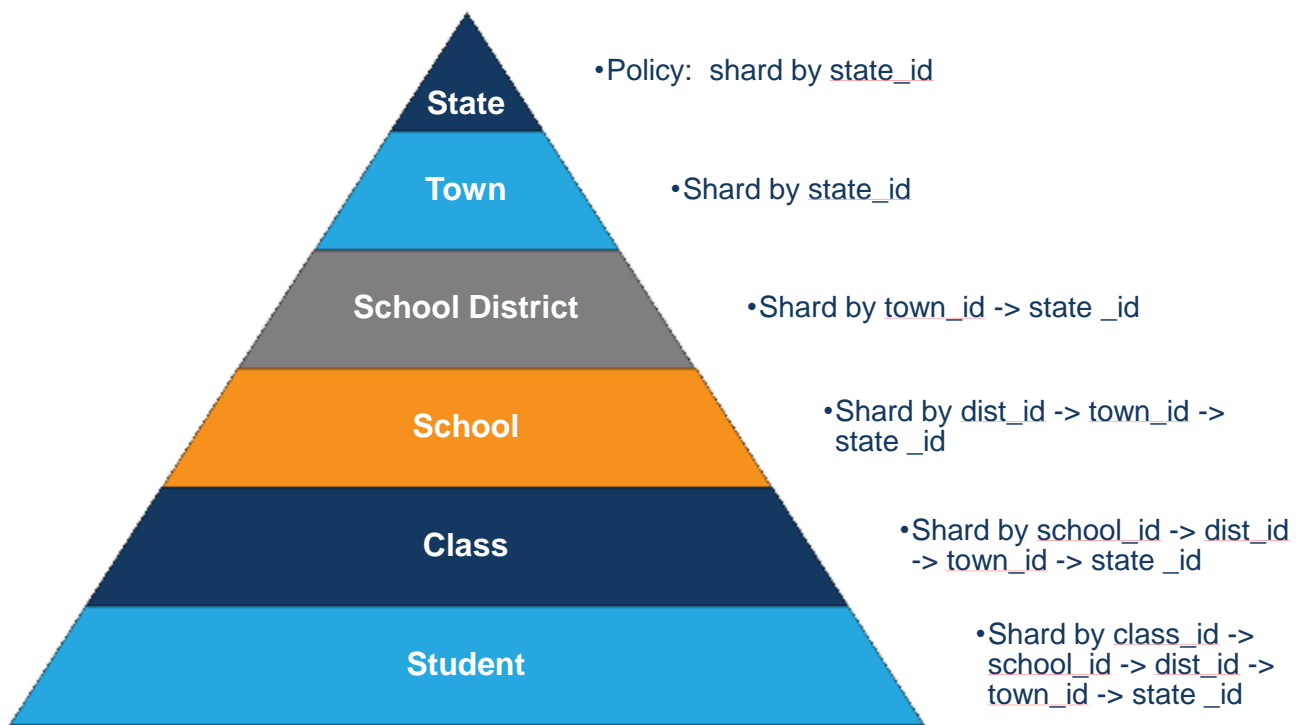 State
•Policy:  shard by state_id
Town
•Shard by state_id
School District
•Shard by town_id -> state _id
School
•Shard by dist_id -> town_id ->
state _id
Class
•Shard by school_id -> dist_id
-> town_id -> state _id
Student
•Shard by class_id ->
school_id -> dist_id ->
town_id -> state _id